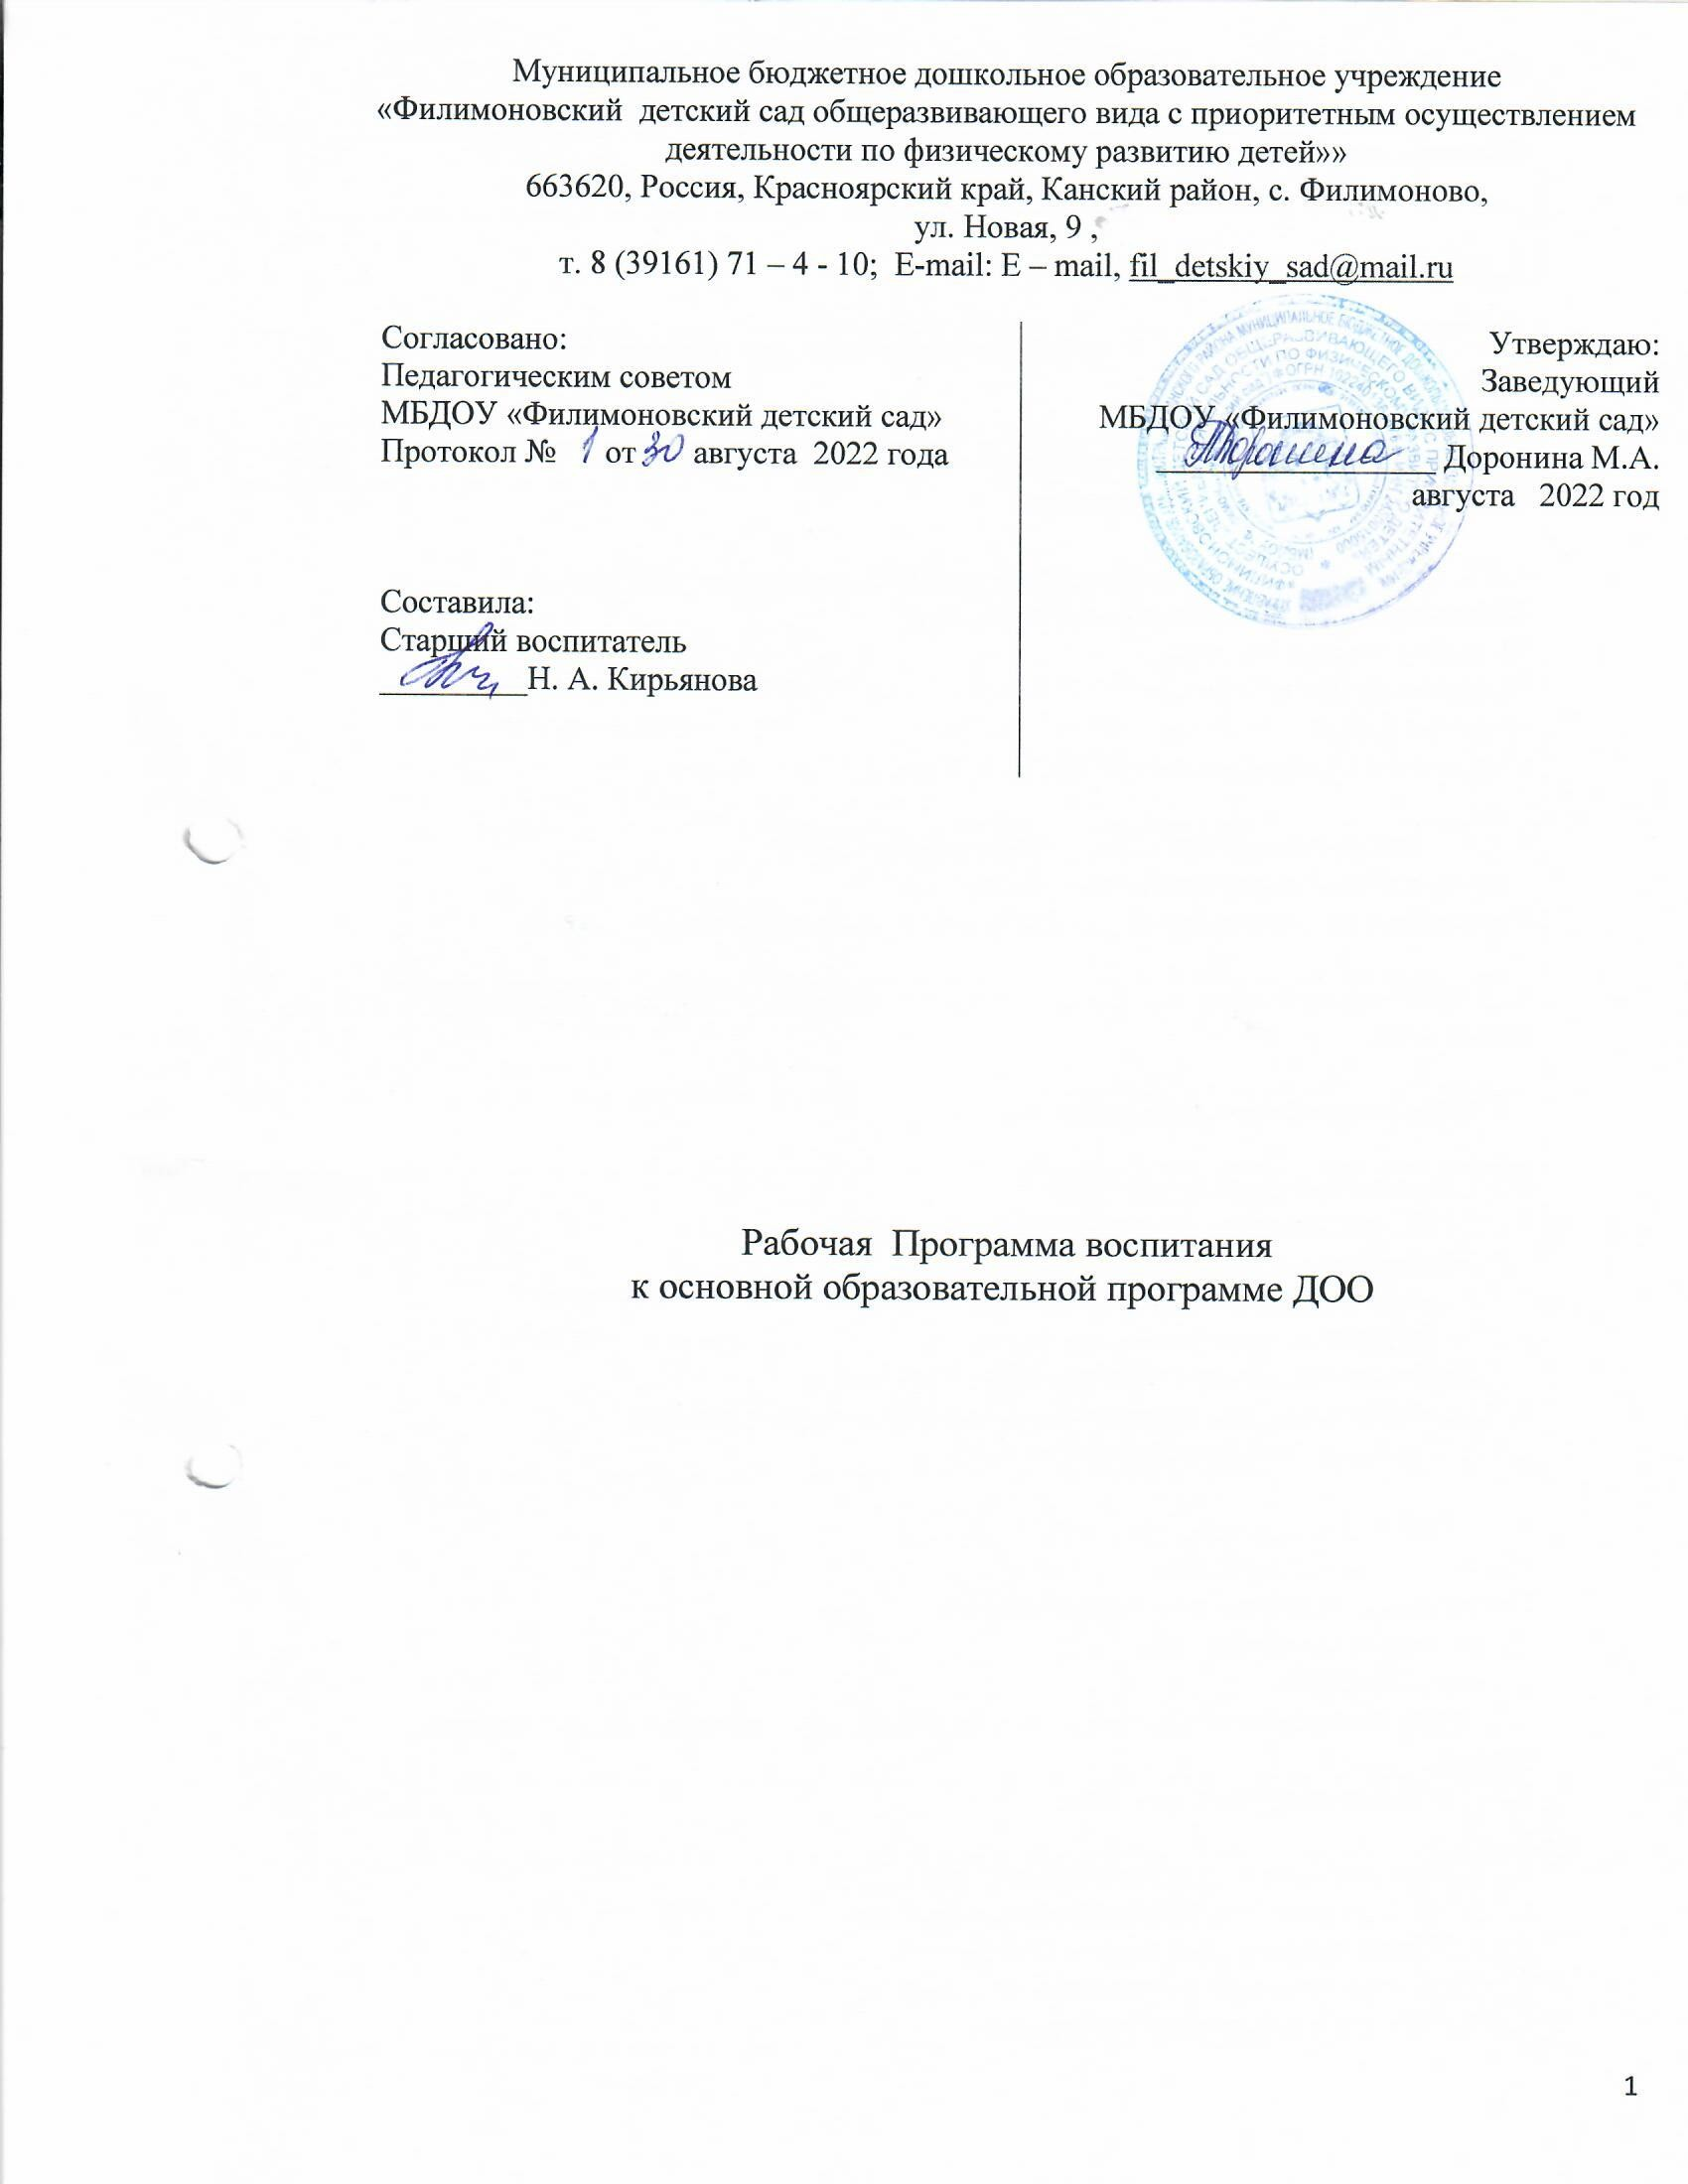 Муниципальное бюджетное дошкольное образовательное учреждение
«Филимоновский детский сад общеразвивающего вида с приоритетным осуществлением
деятельности по физическому развитию детей»»
663620, Россия, Красноярский край, Канский район, с. Филимоново,
ул. Новая, 9 ,
т. 8 (39161) 71 – 4 - 10; E-mail: E – mail, fil_detskiy_sad@mail.ru
Согласовано:
Педагогическим советом
МБДОУ «Филимоновский детский сад»
Протокол № 1 от 30 августа 2022 года
Составила:
Старший воспитатель
__________Н. А. Кирьянова
Утверждаю:
Заведующий
МБДОУ «Филимоновский детский сад»
__________________ Доронина М.А.
августа 2022 год
Рабочая Программа воспитания
к основной образовательной программе ДОО
1